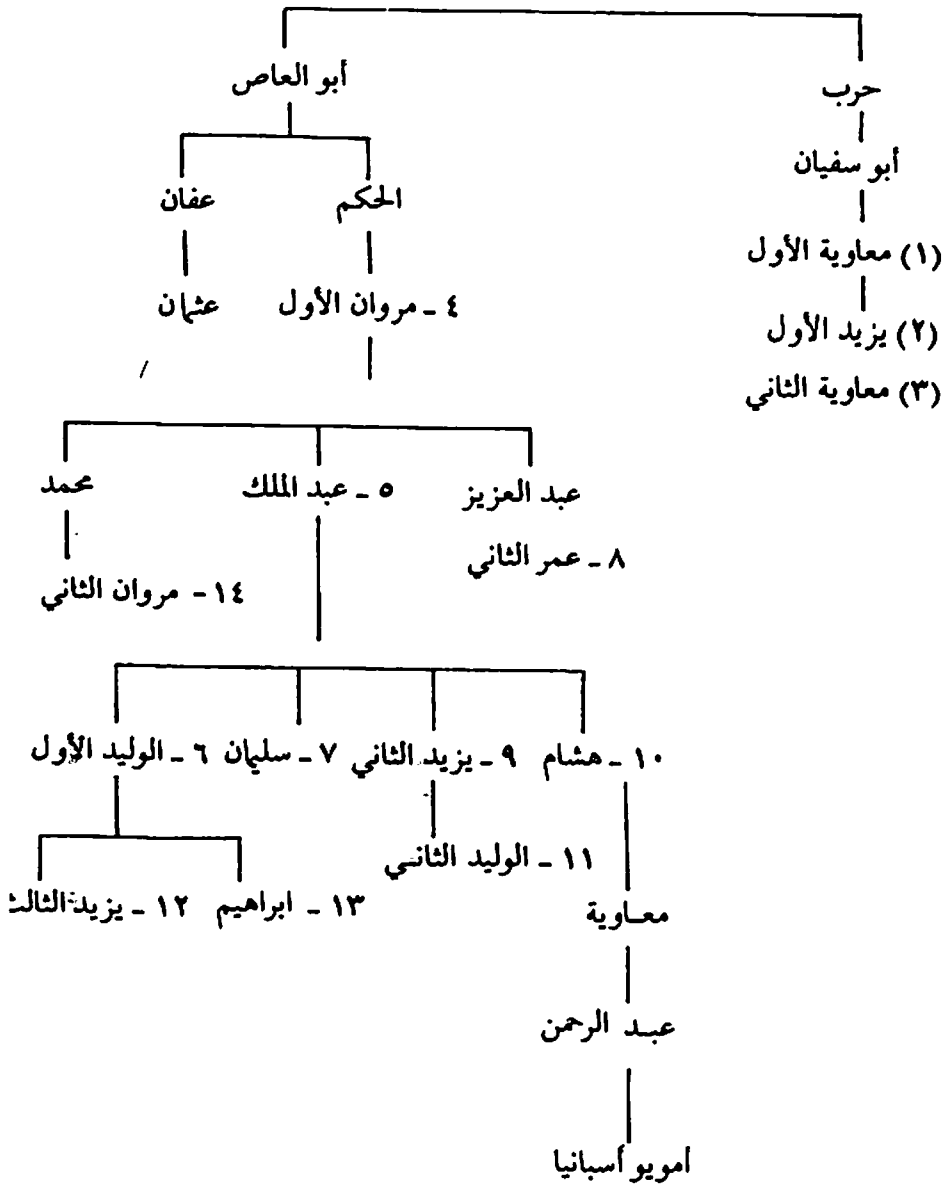 حرب
أبو العاص
أبو سفيان
الحكم
عفان
(١) معاوية الأول
٤ - مروان الأول
عثمان
(٢) يزيد الأول
(٣) معاوية الثاني
عبد العزيز
٥ - عبد الملك
محمد
٨ - عمر الثاني
١٤ - مروان الثاني
١٠ - هشام
٩ - يزيد الثاني
٧ - سليمان
٦ - الوليد الأول
١١ - الوليد الثاني
١٣ - ابراهيم
١٢ - يزيد الثالث
معاوية
عبد الرحمن
امويو أسبانيا